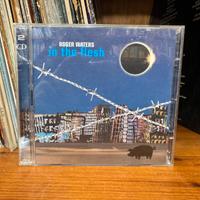 2
CD
ROGER WATERS
in the flesh